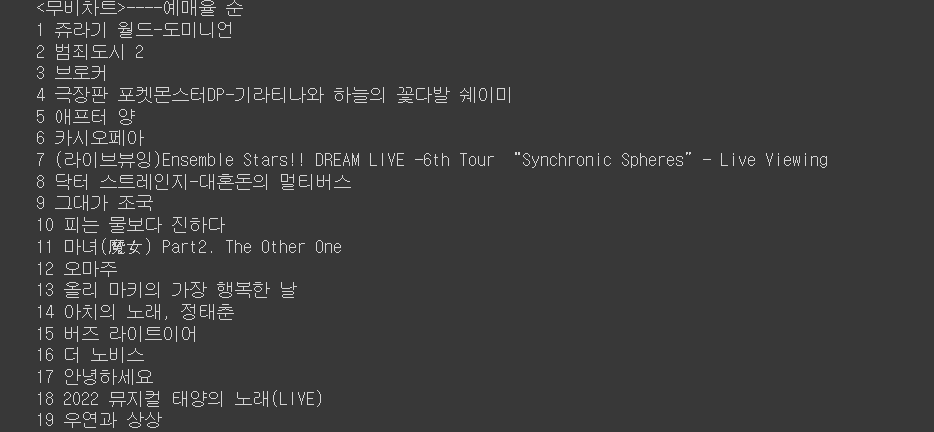 <무비차트>----예매율 순
1 쥬라기 월드-도미니언
2 범죄도시 2
3 브로커
4 극장판 포켓몬스터DP-기라티나와 하늘의 꽃다발 쉐이미
5 애프터 양
6 카시오페아
7 (라이브뷰잉)Ensemble Stars!! DREAM LIVE -6th Tour “Synchronic Spheres” - Live Viewing
8 닥터 스트레인지-대혼돈의 멀티버스
9 그대가 조국
10 피는 물보다 진하다
11 마녀(魔女) Part2. The Other One
12 오마주
13 올리 마키의 가장 행복한 날
14 아치의 노래, 정태춘
15 버즈 라이트이어
16 더 노비스
17 안녕하세요
18 2022 뮤지컬 태양의 노래(LIVE)
19 우연과 상상